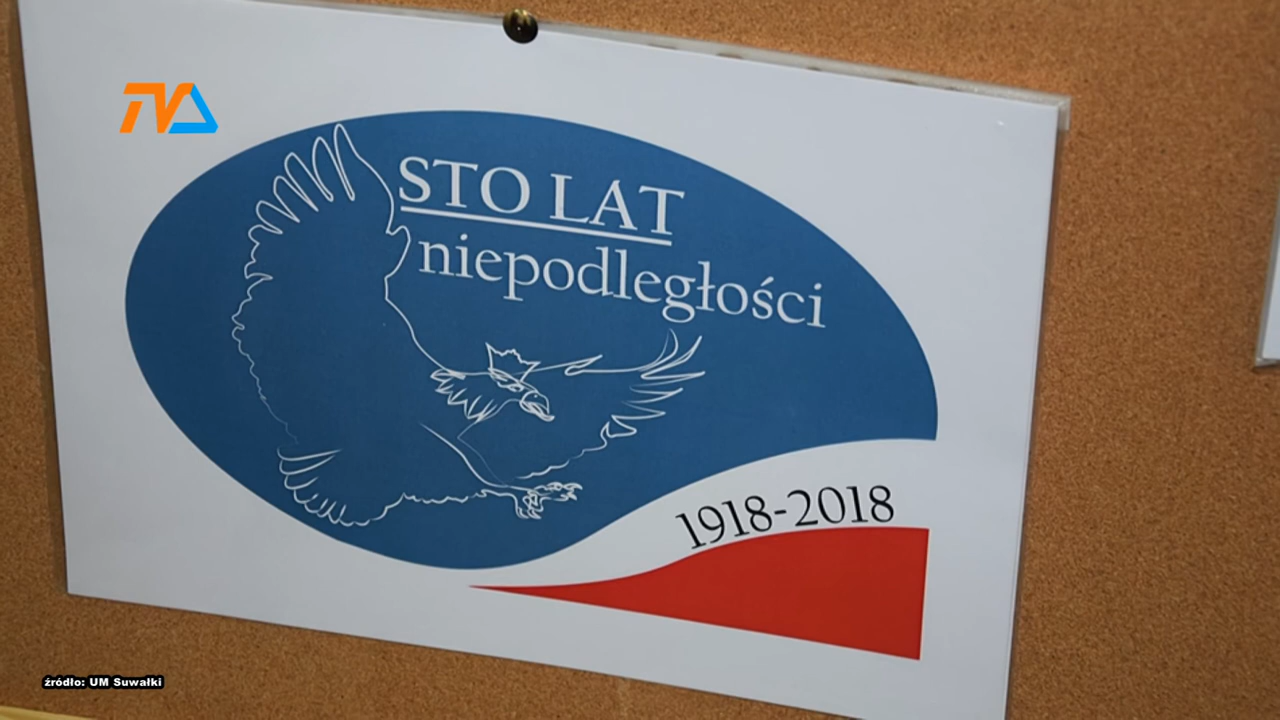 TVA
STO LAT
niepodległości
1918-2018
źródło: UM Suwałki